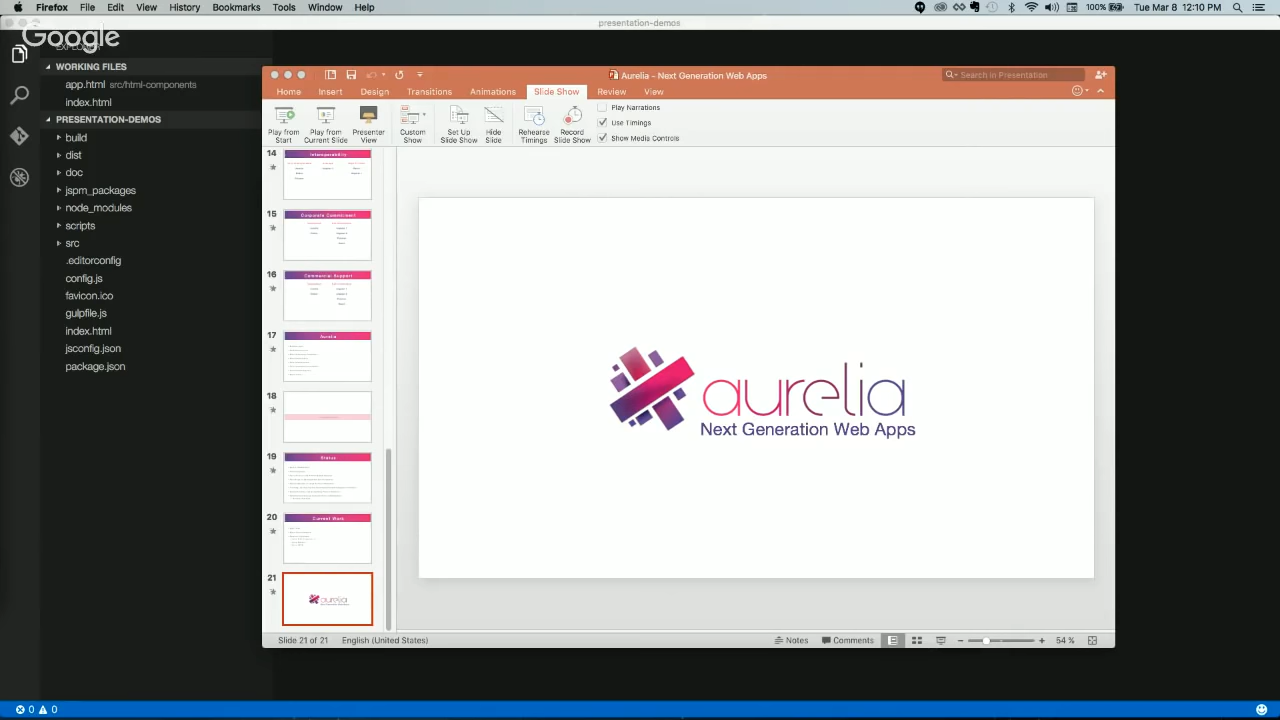 Firefox File Edit View History Bookmarks Tools Window Help
100% Tue Mar 8 12:10 PM
presentation-demos
Google
WORKING FILES
app.html src/html-components
index.html
PRESENTATION-DEMOS
build
dist
doc
jspm_packages
node_modules
scripts
src
.editorconfig
config.js
favicon.ico
gulpfile.js
index.html
jsconfig.json
package.json
Aurelia - Next Generation Web Apps
Search in Presentation
Home Insert Design Transitions Animations Slide Show Review View
Play from Start
Play from Current Slide
Presenter View
Custom Show
Set Up Slide Show
Hide Slide
Rehearse Timings
Record Slide Show
Play Narrations
Use Timings
Show Media Controls
14
Interoperability
15
Corporate Commitment
16
Commercial Support
17
Aurelia
18
19
Status
20
Current Work
21
aurelia
aurelia
Next Generation Web Apps
Slide 21 of 21 English (United States)
Notes Comments 54 %
0 0